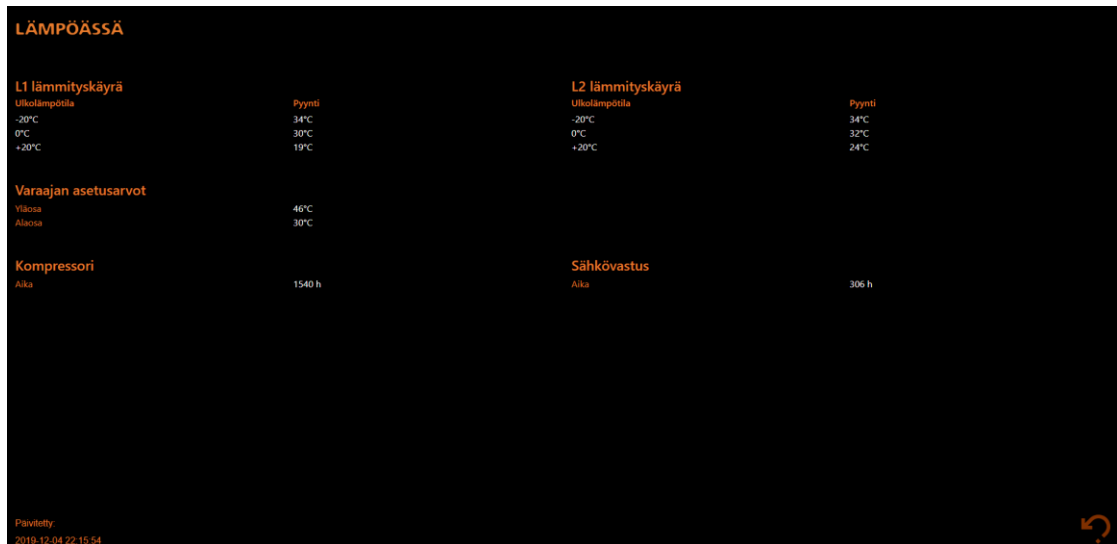 LÄMPÖÄSSÄ
L1 lämmityskäyrä
Ulkolämpötila Pyynti
-20°C 34°C
0°C 30°C
+20°C 19°C
L2 lämmityskäyrä
Ulkolämpötila Pyynti
-20°C 34°C
0°C 32°C
+20°C 24°C
Varaajan asetusarvot
Yläosa 46°C
Alaosa 30°C
Kompressori
Aika 1540 h
Sähkövastus
Aika 306 h
Päivitetty:
2019-12-04 22:15:54